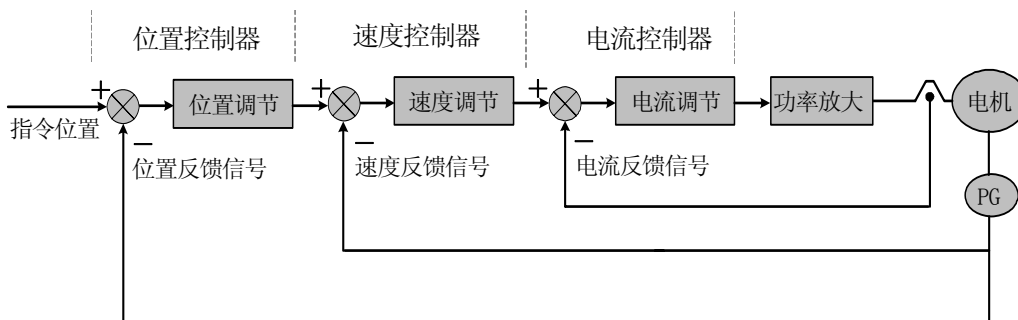 位置控制器
速度控制器
电流控制器
+
+
+
位置调节
速度调节
电流调节
功率放大
电机
指令位置
−
−
−
位置反馈信号
速度反馈信号
电流反馈信号
PG